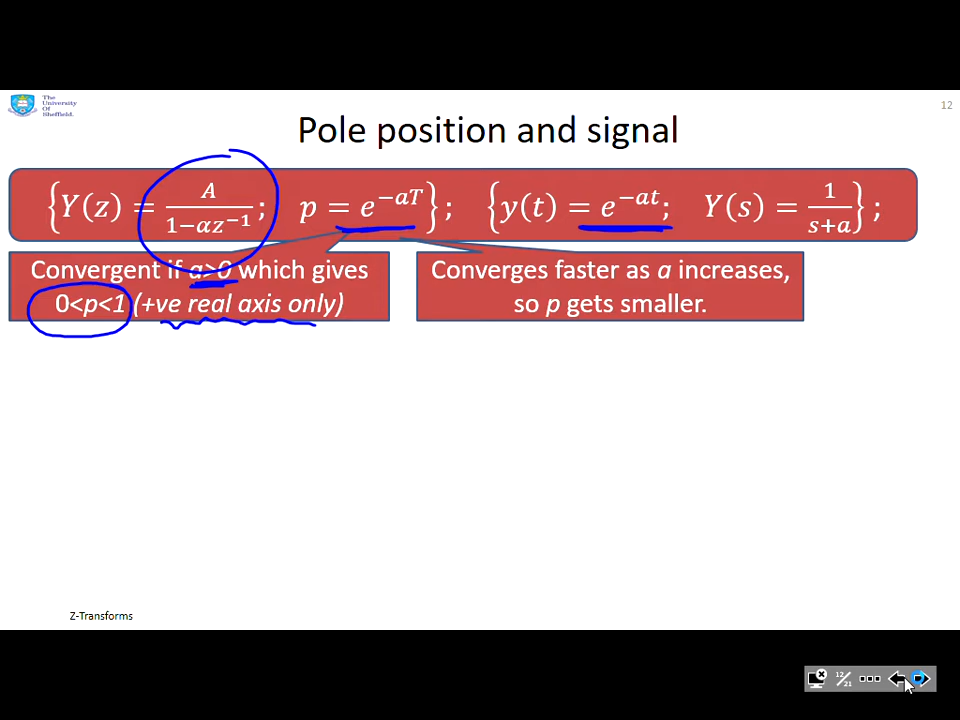 The
University
Of
Sheffield.
12
Pole position and signal
{Y(z) = A/(1−αz⁻¹); p = e^(−aT)}; {y(t) = e^(−at); Y(s) = 1/(s+a)};
Convergent if a>0 which gives
0<p<1 (+ve real axis only)
Converges faster as a increases,
so p gets smaller.
Z-Transforms
12/21